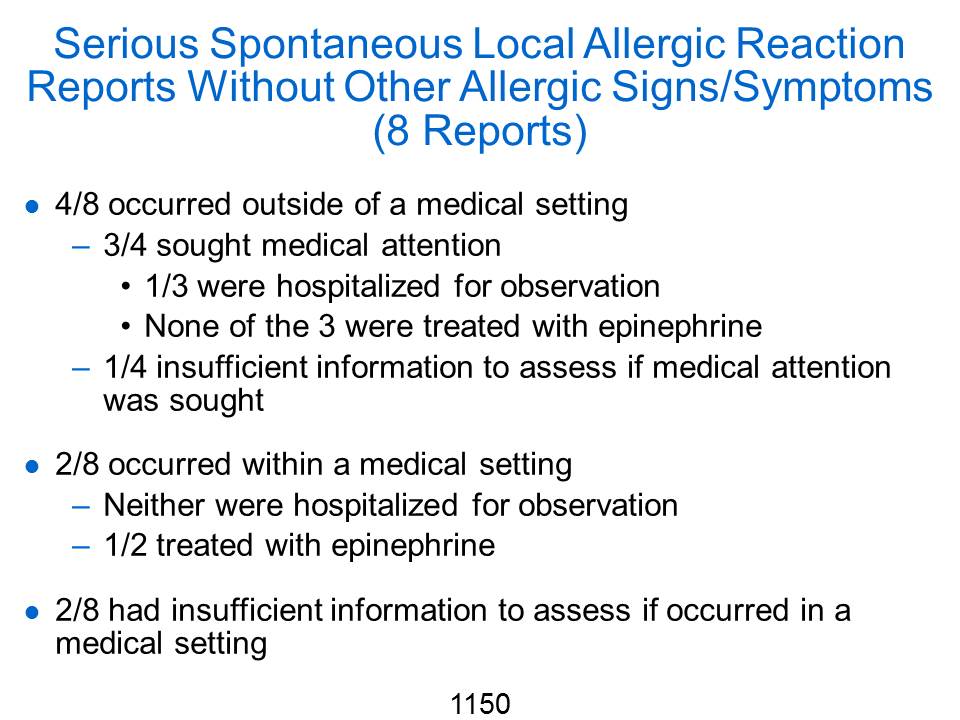 Serious Spontaneous Local Allergic Reaction
Reports Without Other Allergic Signs/Symptoms
(8 Reports)
● 4/8 occurred outside of a medical setting
– 3/4 sought medical attention
• 1/3 were hospitalized for observation
• None of the 3 were treated with epinephrine
– 1/4 insufficient information to assess if medical attention
was sought
● 2/8 occurred within a medical setting
– Neither were hospitalized for observation
– 1/2 treated with epinephrine
● 2/8 had insufficient information to assess if occurred in a
medical setting
1150